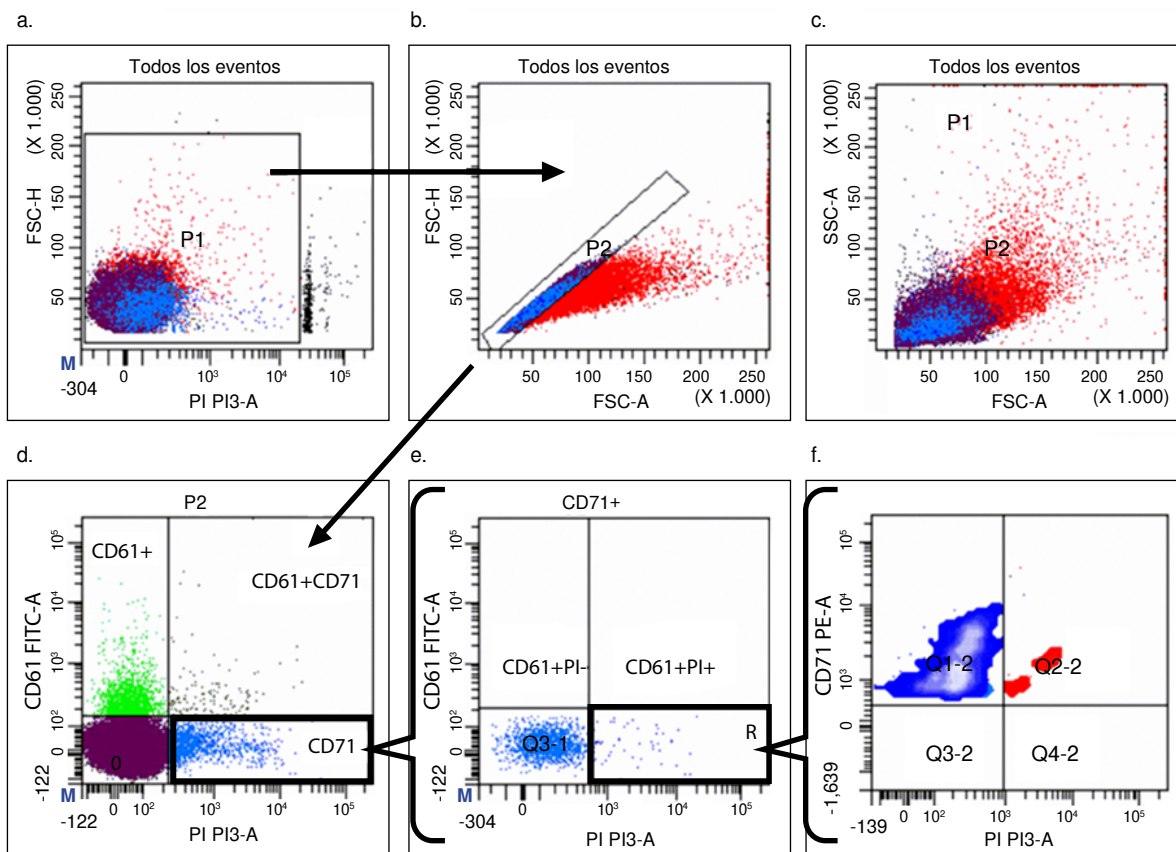 a.
Todos los eventos
(X 1.000)
FSC-H
250
200
150
100
50
P1
M
-304
0
10³
10⁴
10⁵
PI PI3-A
b.
Todos los eventos
(X 1.000)
FSC-H
250
200
150
100
50
P2
50
100
150
200
250
FSC-A
(X 1.000)
c.
Todos los eventos
(X 1.000)
SSC-A
250
200
150
100
50
P1
P2
50
100
150
200
250
FSC-A
(X 1.000)
d.
P2
CD61 FITC-A
10⁵
10⁴
10³
10²
0
-122
CD61+
CD61+CD71
CD71
0
M
-122
0
10²
10³
10⁴
10⁵
PI PI3-A
e.
CD71+
CD61 FITC-A
10⁵
10⁴
10³
10²
0
-122
CD61+PI-
CD61+PI+
Q3-1
R
M
-304
0
10³
10⁴
10⁵
PI PI3-A
f.
CD71 PE-A
10⁵
10⁴
10³
0
-1,639
Q1-2
Q2-2
Q3-2
Q4-2
-139
0
10²
10³
10⁴
10⁵
PI PI3-A